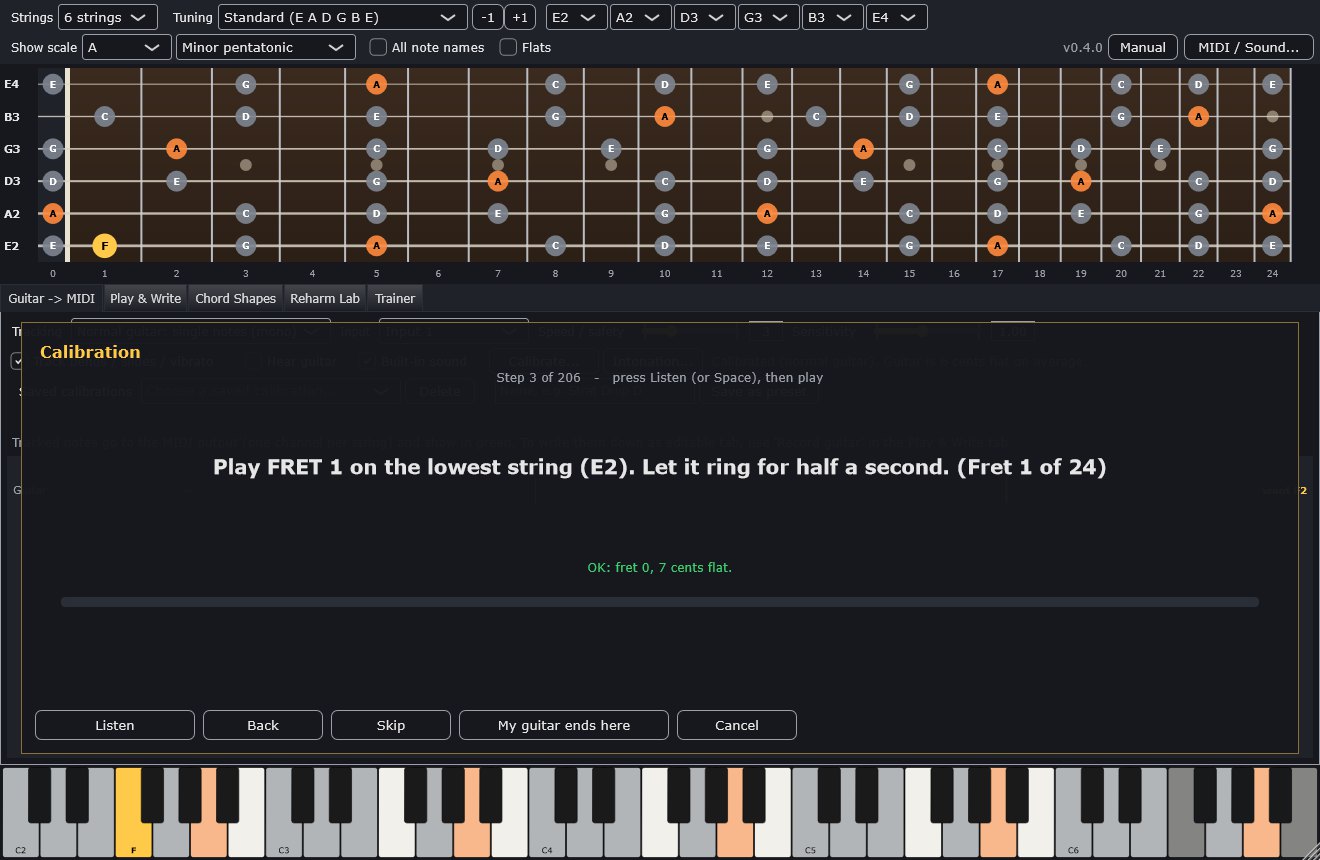 Strings 6 strings Tuning Standard (E A D G B E) -1 +1 E2 A2 D3 G3 B3 E4
Show scale A Minor pentatonic All note names Flats v0.4.0 Manual MIDI / Sound...
E4 E G A C D E G A C D E
B3 C D E G A C D E G A
G3 G A C D E G A C D E G
D3 D E G A C D E G A C D
A2 A C D E G A C D E G A
E2 E F G A C D E G A C D E
0 1 2 3 4 5 6 7 8 9 10 11 12 13 14 15 16 17 18 19 20 21 22 23 24
Guitar -> MIDI Play & Write Chord Shapes Reharm Lab Trainer
Calibration
Step 3 of 206 - press Listen (or Space), then play
Play FRET 1 on the lowest string (E2). Let it ring for half a second. (Fret 1 of 24)
OK: fret 0, 7 cents flat.
Listen Back Skip My guitar ends here Cancel
C2 F C3 C4 C5 C6